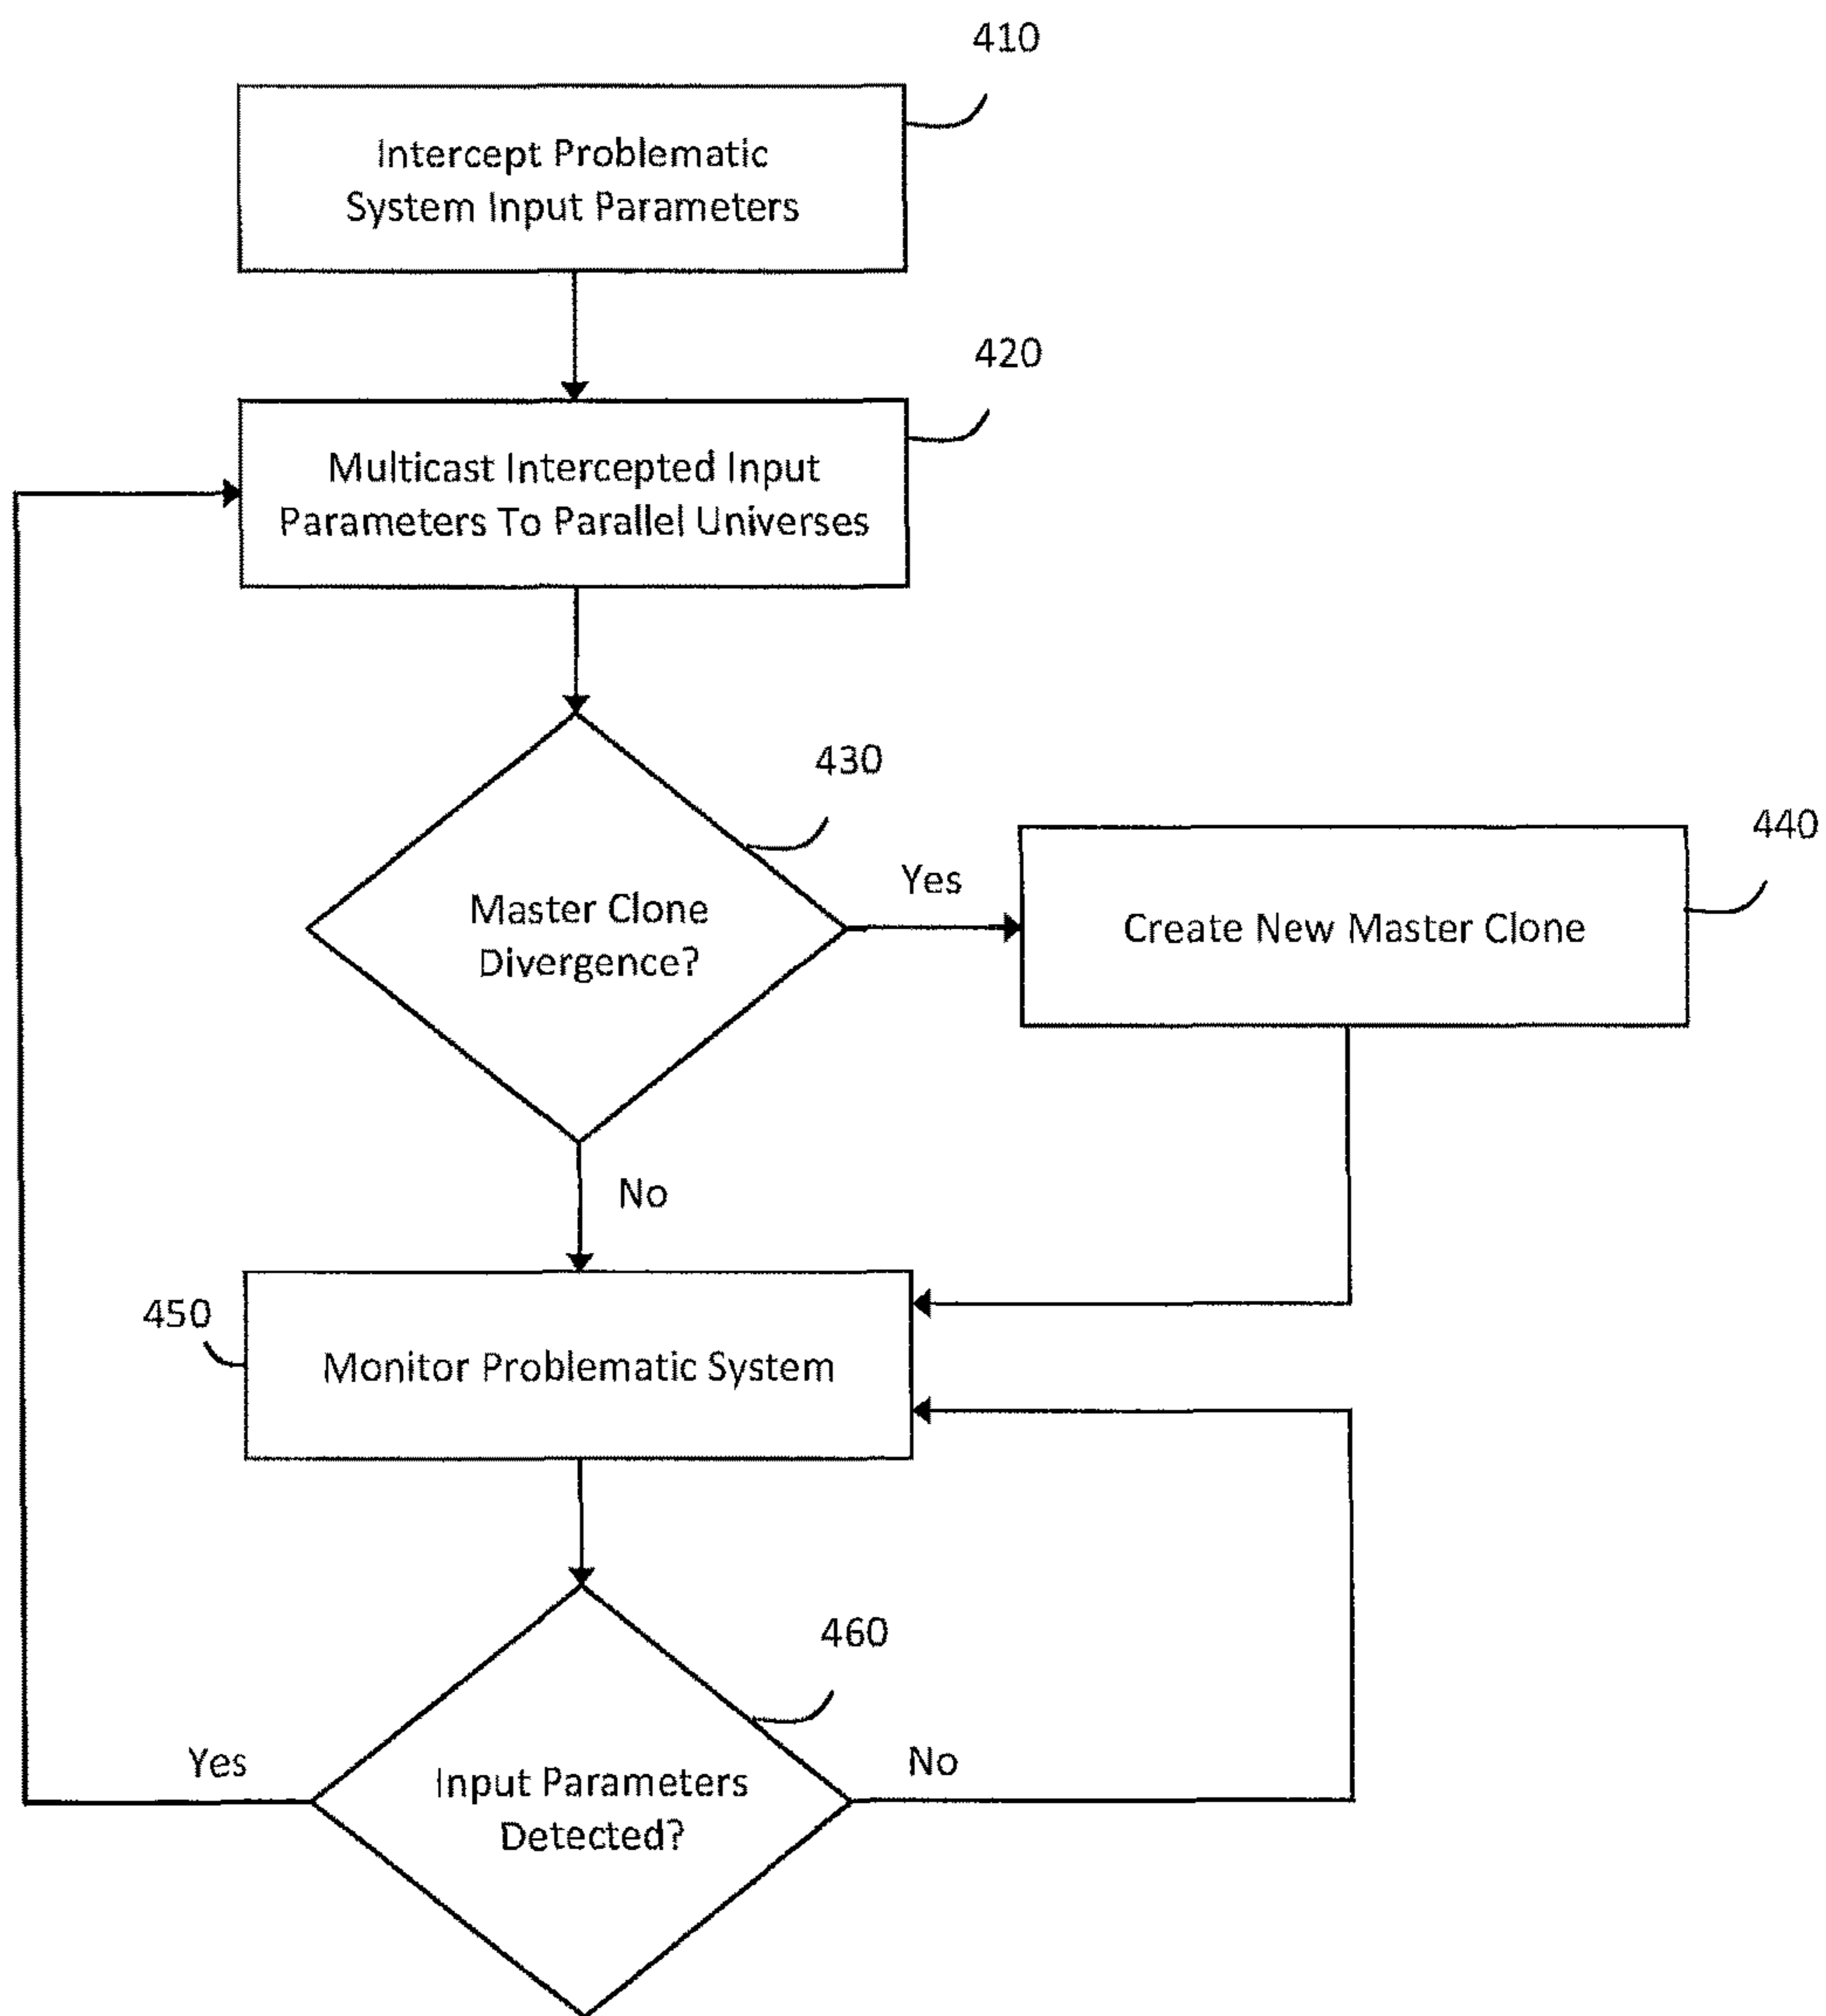 410
Intercept Problematic
System Input Parameters
420
Multicast Intercepted Input
Parameters To Parallel Universes
430
Master Clone
Divergence?
Yes
440
Create New Master Clone
No
450
Monitor Problematic System
460
Input Parameters
Detected?
Yes
No